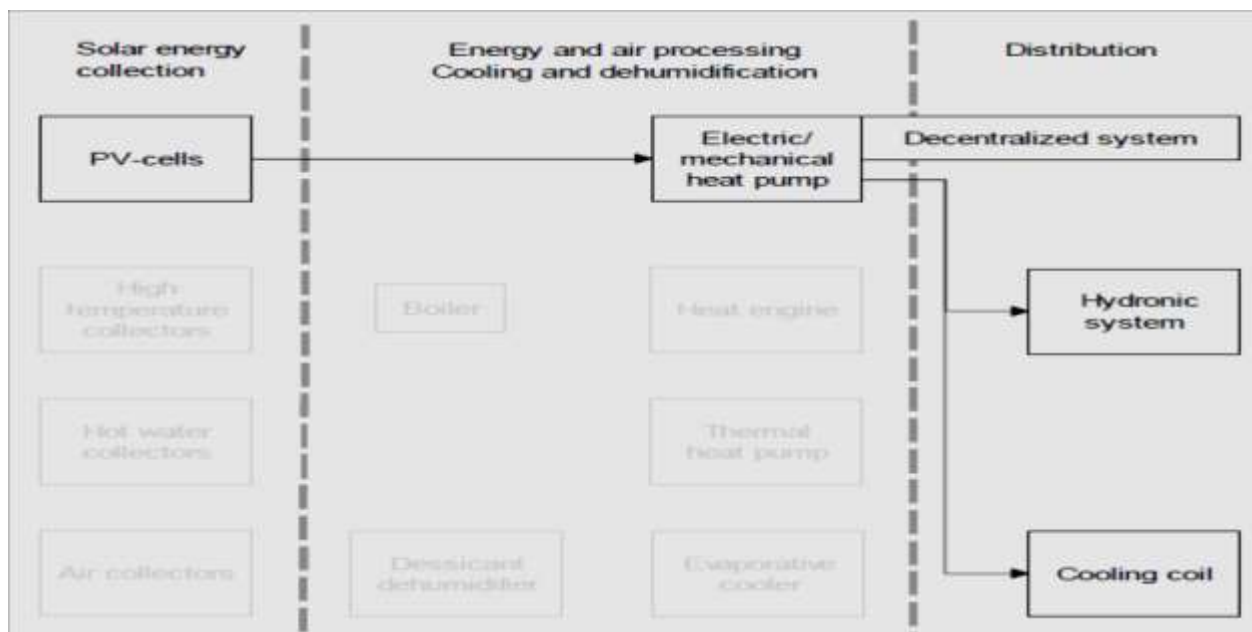 Solar energy
collection
Energy and air processing
Cooling and dehumidification
Distribution
PV-cells
Electric/
mechanical
heat pump
Decentralized system
High
temperature
collectors
Boiler
Heat engine
Hydronic
system
Hot water
collectors
Thermal
heat pump
Air collectors
Dessicant
dehumidifier
Evaporative
cooler
Cooling coil